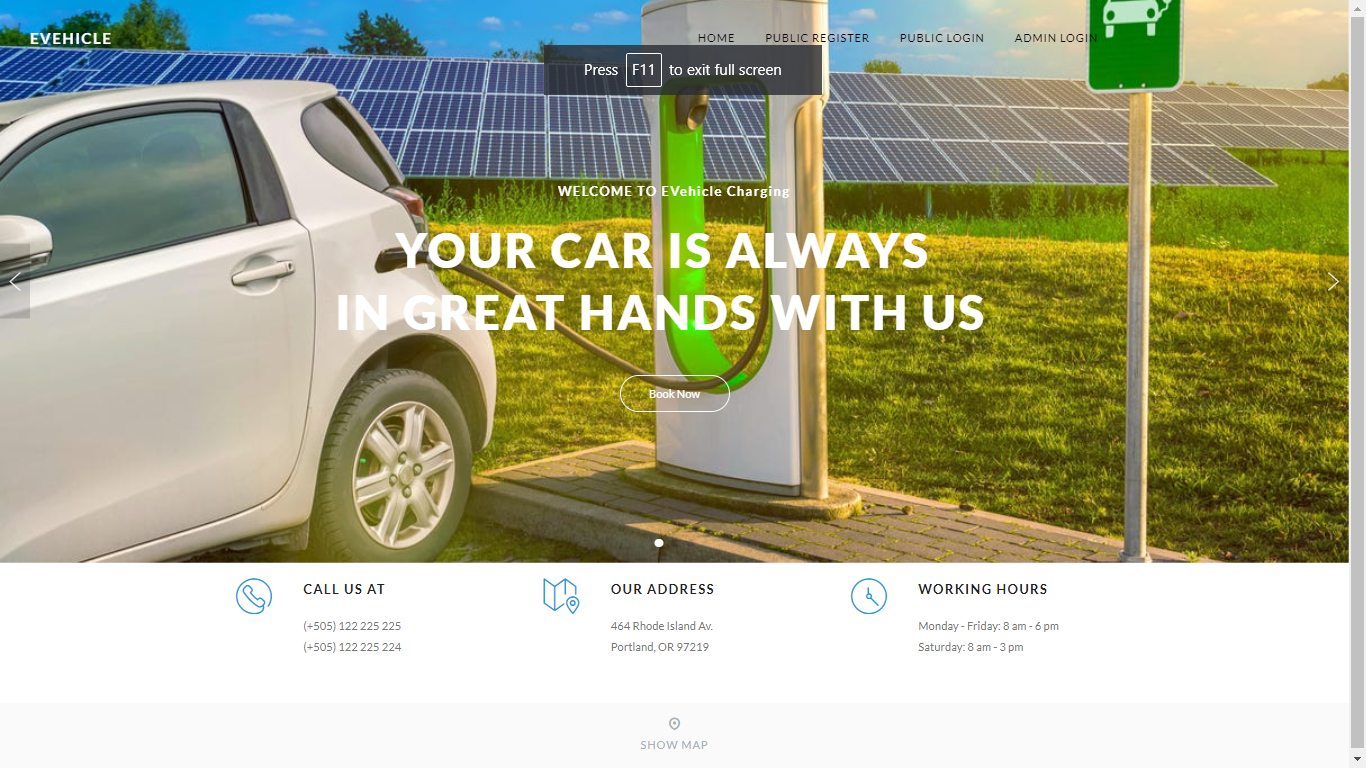 EVEHICLE
HOME PUBLIC REGISTER PUBLIC LOGIN ADMIN LOGIN
Press F11 to exit full screen
WELCOME TO EVehicle Charging
YOUR CAR IS ALWAYS
IN GREAT HANDS WITH US
Book Now
CALL US AT
(+505) 122 225 225
(+505) 122 225 224
OUR ADDRESS
464 Rhode Island Av.
Portland, OR 97219
WORKING HOURS
Monday - Friday: 8 am - 6 pm
Saturday: 8 am - 3 pm
SHOW MAP